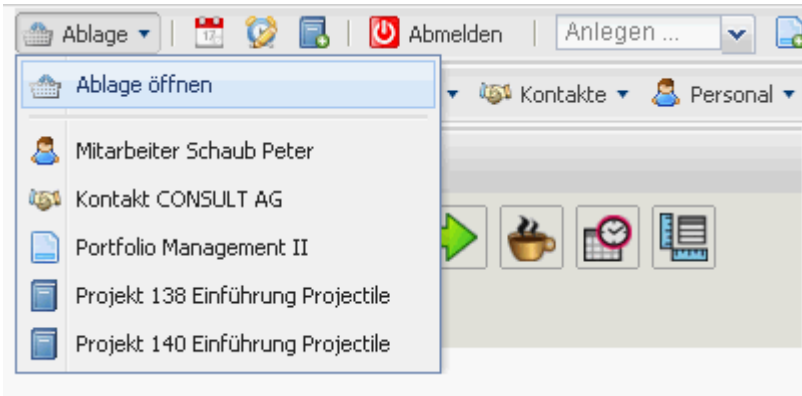 Ablage
Abmelden
Anlegen ...
Ablage öffnen
Kontakte
Personal
Mitarbeiter Schaub Peter
Kontakt CONSULT AG
Portfolio Management II
Projekt 138 Einführung Projectile
Projekt 140 Einführung Projectile